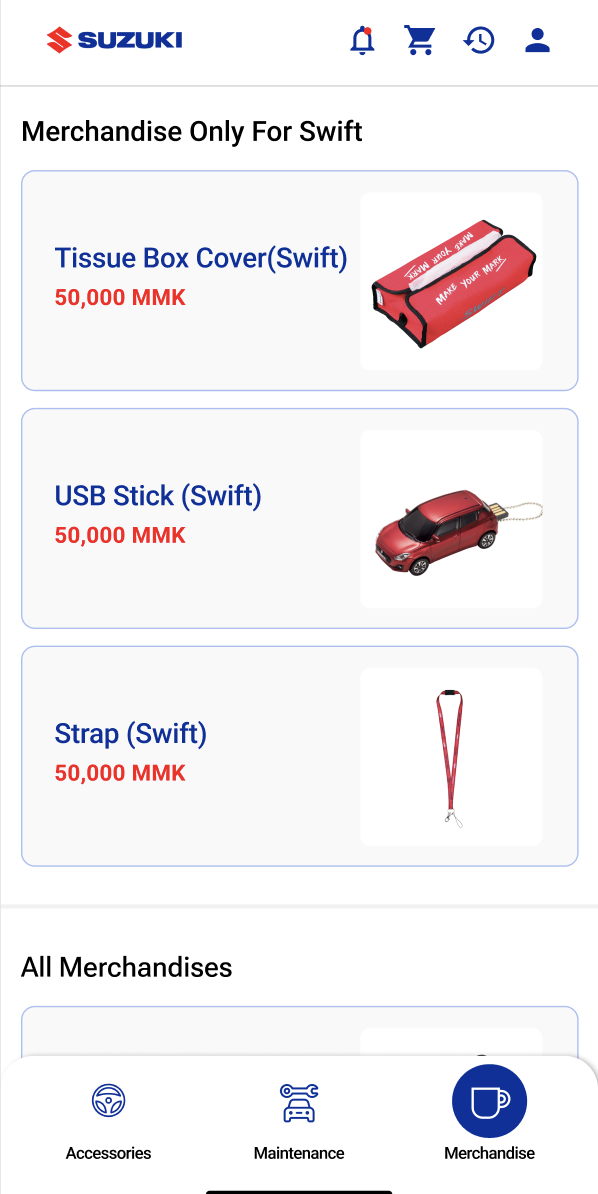 SUZUKI
Merchandise Only For Swift
Tissue Box Cover(Swift)
50,000 MMK
MAKE YOUR MARK
MAKE YOUR MARK
USB Stick (Swift)
50,000 MMK
Strap (Swift)
50,000 MMK
All Merchandises
Accessories
Maintenance
Merchandise